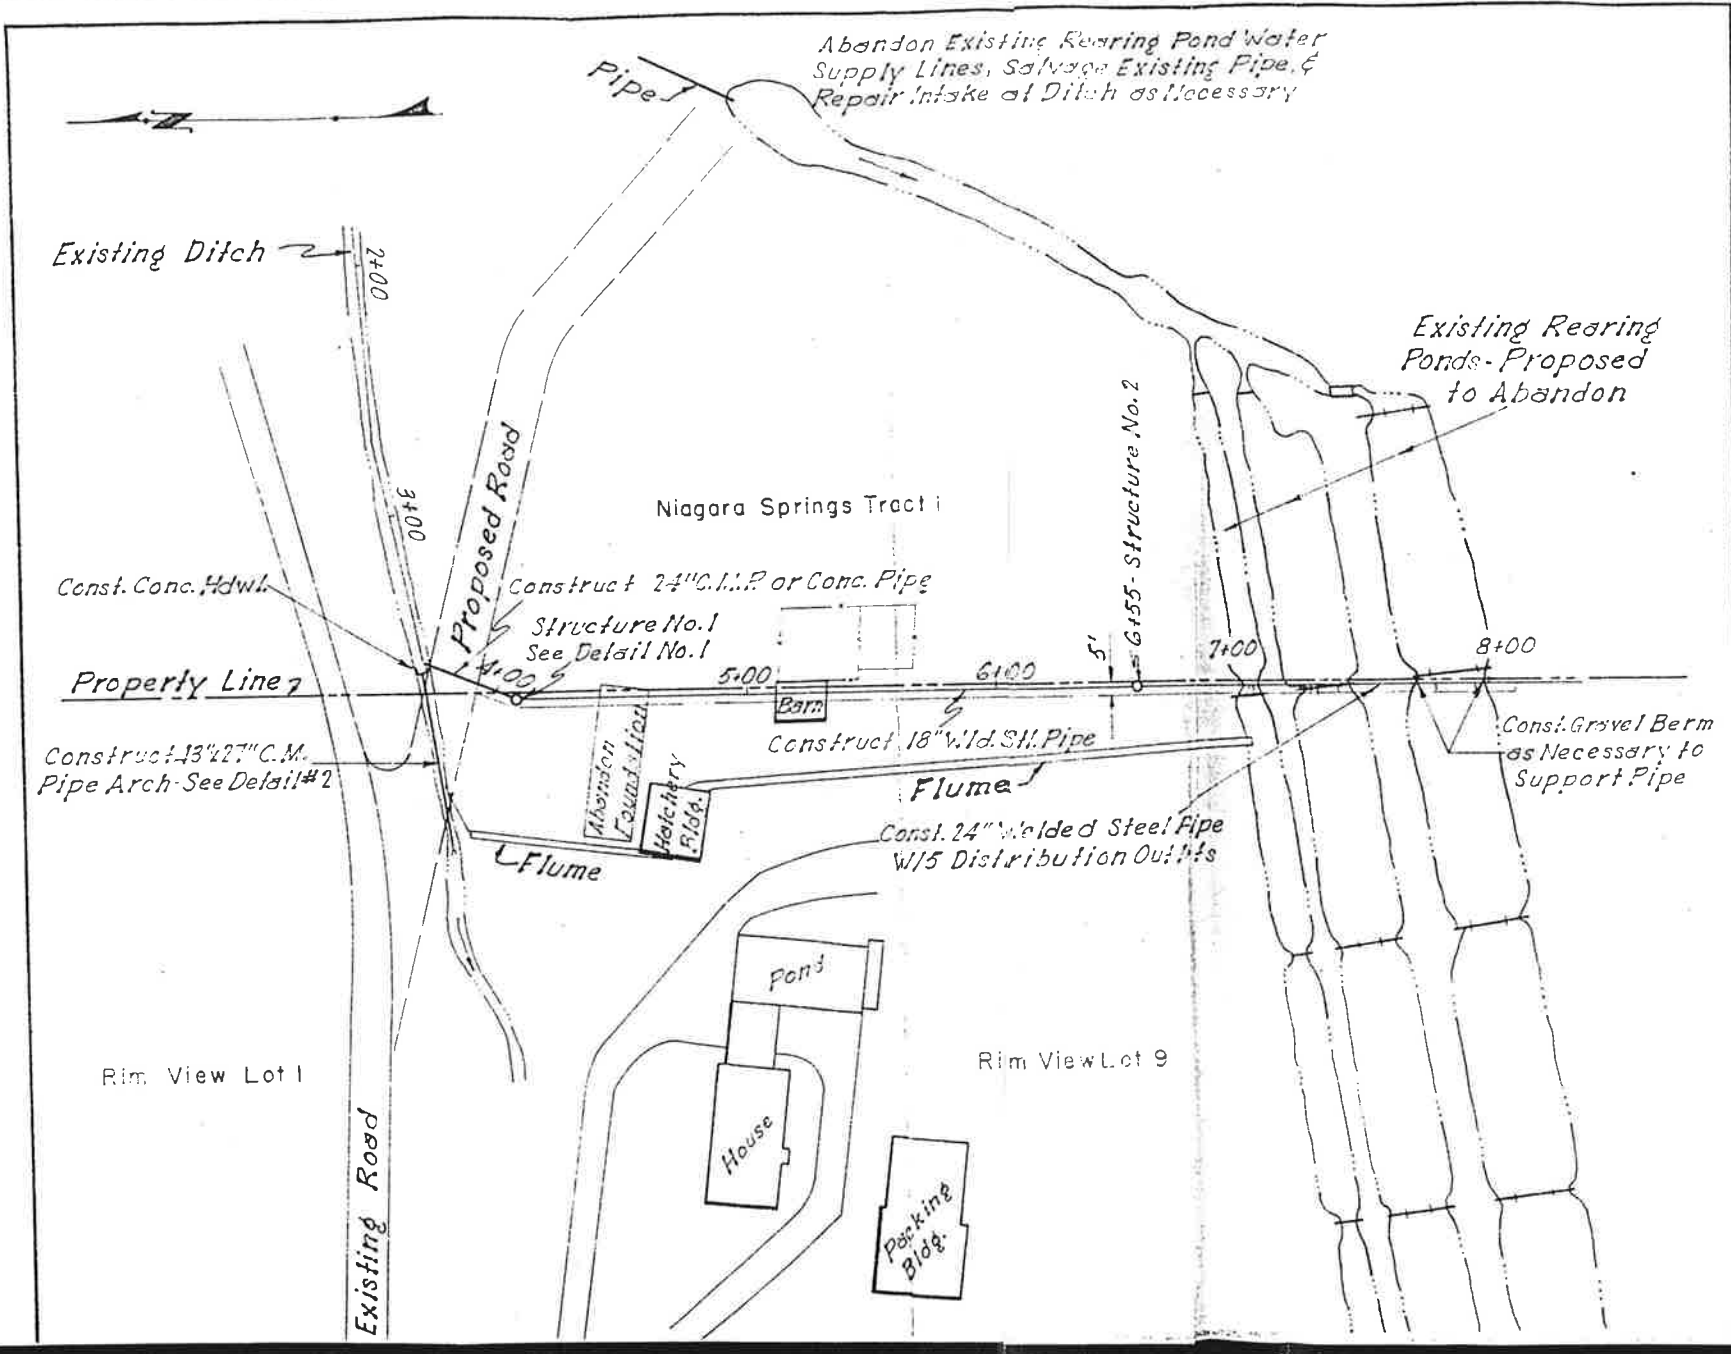 Abandon Existing Rearing Pond Water
Supply Lines, Salvage Existing Pipe, &
Repair Intake at Ditch as Necessary
Pipe
N
Existing Ditch
2+00
Existing Rearing
Ponds - Proposed
to Abandon
3+00
Proposed Road
Niagara Springs Tract 1
6+55 - Structure No. 2
Const. Conc. Hdwl.
Construct 24" C.M.P. or Conc. Pipe
Structure No. 1
See Detail No. 1
5'
7+00
8+00
Property Line
4+00
5+00
6+00
Barn
Construct 43"x27" C.M.
Pipe Arch - See Detail #2
Abandon
Foundation
Hatchery
Bldg.
Construct 18" Wld. Stl. Pipe
Flume
Const. Gravel Berm
as Necessary to
Support Pipe
Const. 24" Welded Steel Pipe
W/5 Distribution Outlets
Flume
Pond
Rim View Lot 1
Rim View Lot 9
House
Packing
Bldg.
Existing Road